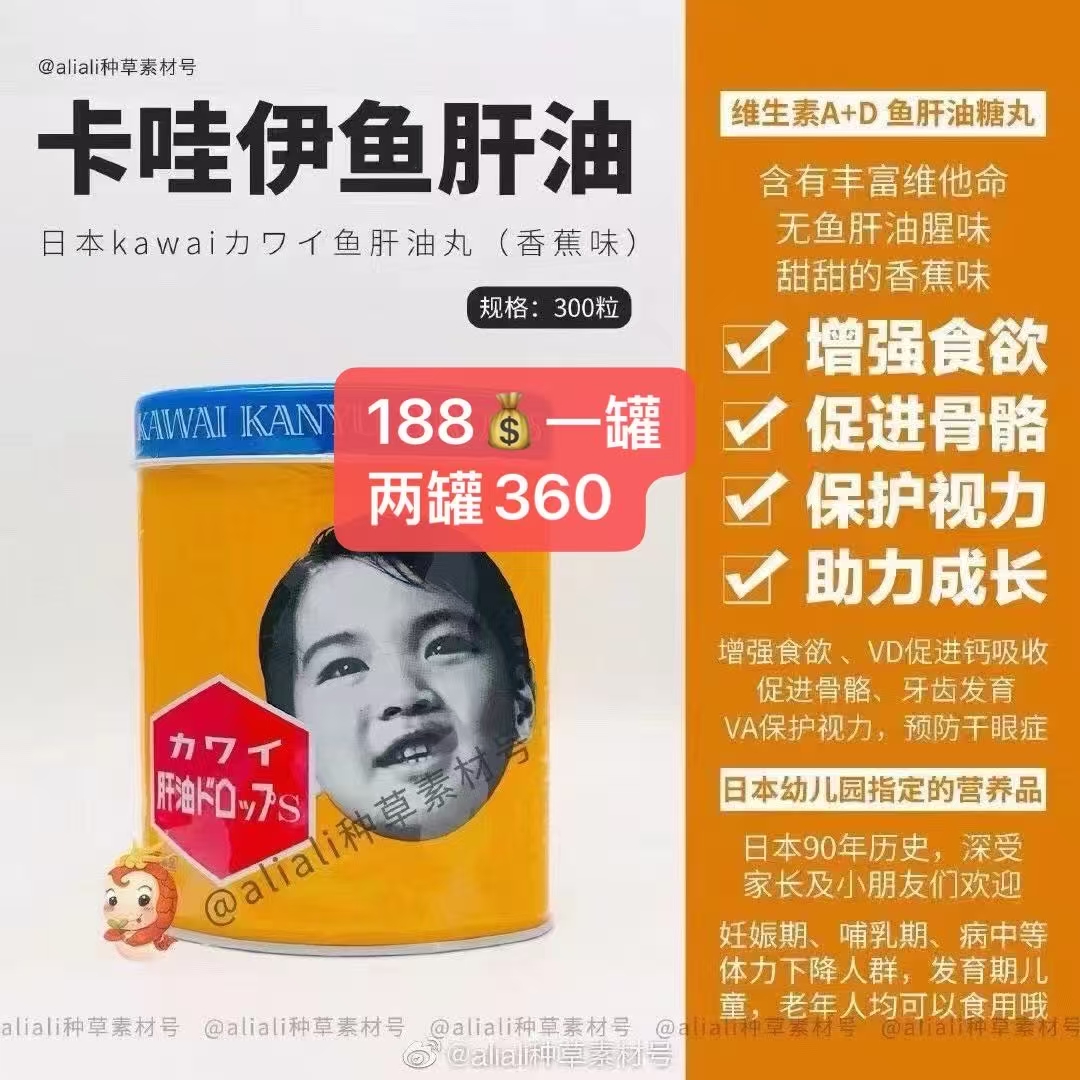 @aliali种草素材号
卡哇伊鱼肝油
日本kawaiカワイ鱼肝油丸（香蕉味）
规格：300粒
KAWAI KANY
188💰一罐
两罐360
カワイ
肝油ドロップS
@aliali种草素材号
维生素A+D 鱼肝油糖丸
含有丰富维他命
无鱼肝油腥味
甜甜的香蕉味
增强食欲
促进骨骼
保护视力
助力成长
增强食欲、VD促进钙吸收
促进骨骼、牙齿发育
VA保护视力，预防干眼症
日本幼儿园指定的营养品
日本90年历史，深受
家长及小朋友们欢迎
妊娠期、哺乳期、病中等
体力下降人群，发育期儿
童，老年人均可以食用哦
aliali种草素材号 @aliali种草素材号 @aliali种草素材号 @aliali种草素材号
@aliali种草素材号